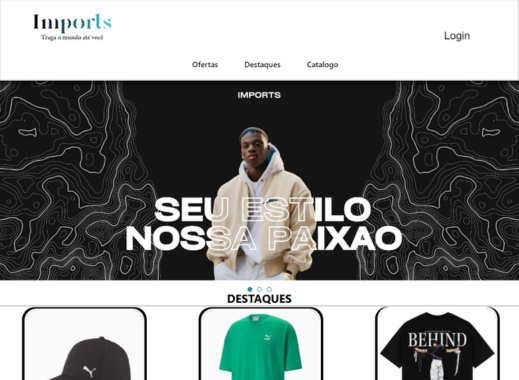 Imports
Traga o mundo até você
Login
Ofertas
Destaques
Catalogo
IMPORTS
SEU ESTILO
NOSSA PAIXAO
DESTAQUES
BEHIND